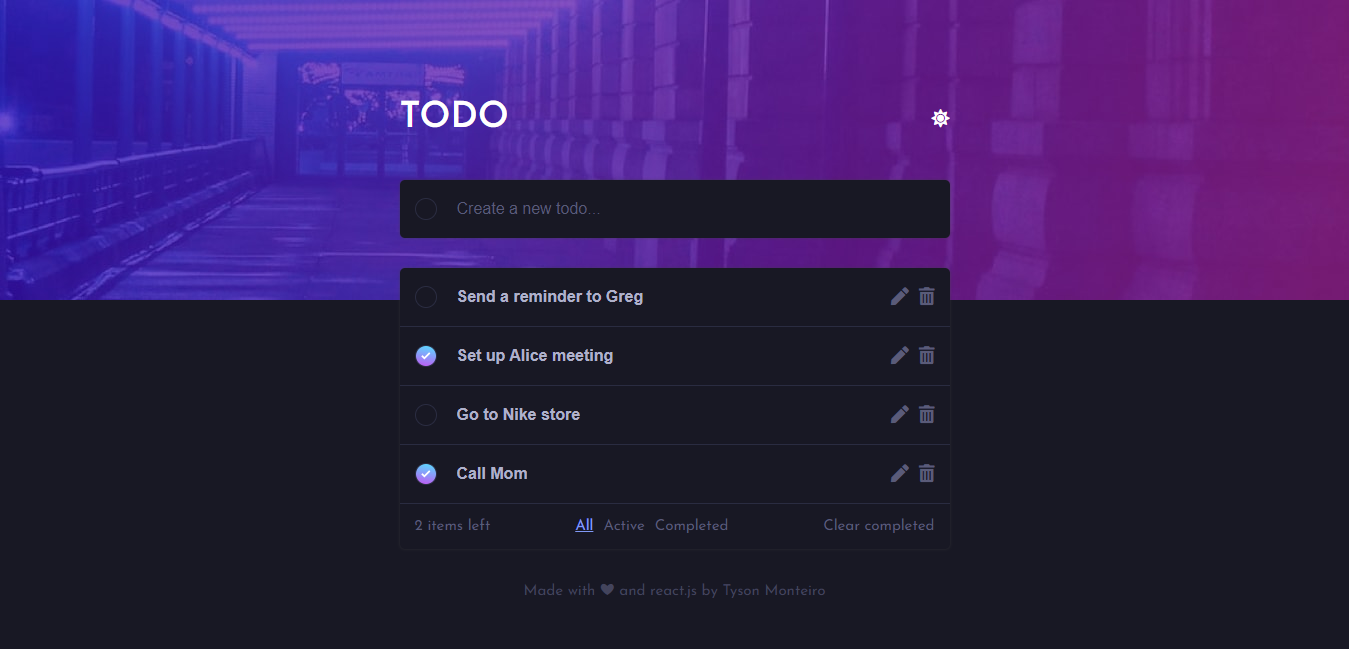 TODO
Create a new todo...
Send a reminder to Greg
Set up Alice meeting
Go to Nike store
Call Mom
2 items left All Active Completed Clear completed
Made with and react.js by Tyson Monteiro